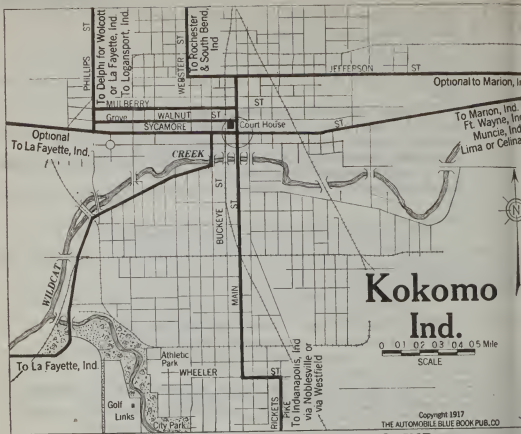 PHILLIPS ST
To Delphi for Wolcott
or La Fayette, Ind.
To Logansport, Ind.
WEBSTER ST
To Rochester
& South Bend,
Ind
JEFFERSON ST
Optional to Marion, In
MULBERRY ST
Grove WALNUT ST
SYCAMORE ST
Court House
To Marion, Ind.
Ft. Wayne, Ind
Muncie, Ind
Lima or Celina
Optional
To La Fayette, Ind.
WILDCAT CREEK
BUCKEYE ST
MAIN ST
N
Kokomo
Ind.
0 01 02 03 04 05 Mile
SCALE
To La Fayette, Ind.
Athletic
Park
WHEELER ST
Golf
Links
City Park
RICKETS PIKE
To Indianapolis, Ind
via Noblesville or
via Westfield
Copyright 1917
THE AUTOMOBILE BLUE BOOK PUB. CO